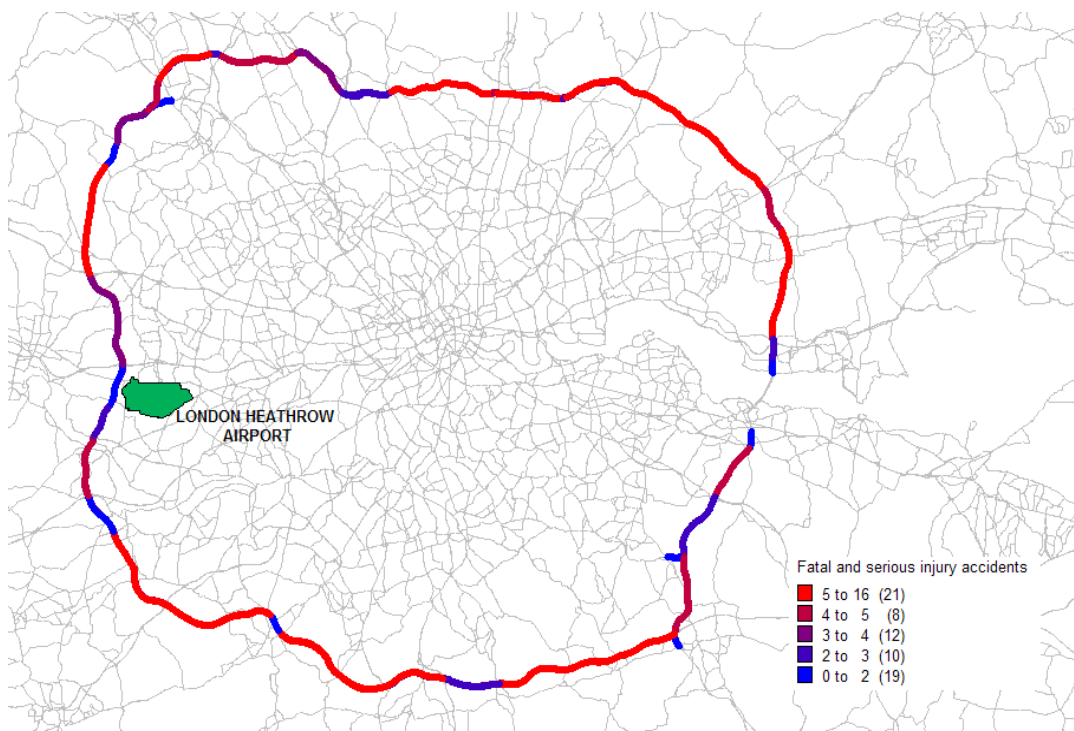 LONDON HEATHROW
AIRPORT
Fatal and serious injury accidents
5 to 16 (21)
4 to 5 (8)
3 to 4 (12)
2 to 3 (10)
0 to 2 (19)